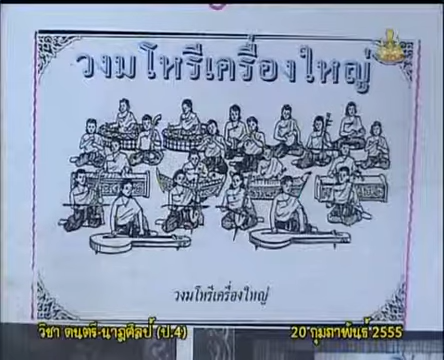 วงมโหรีเครื่องใหญ่
วงมโหรีเครื่องใหญ่
วิชา ดนตรี-นาฏศิลป์ (ป.4)
20 กุมภาพันธ์ 2555